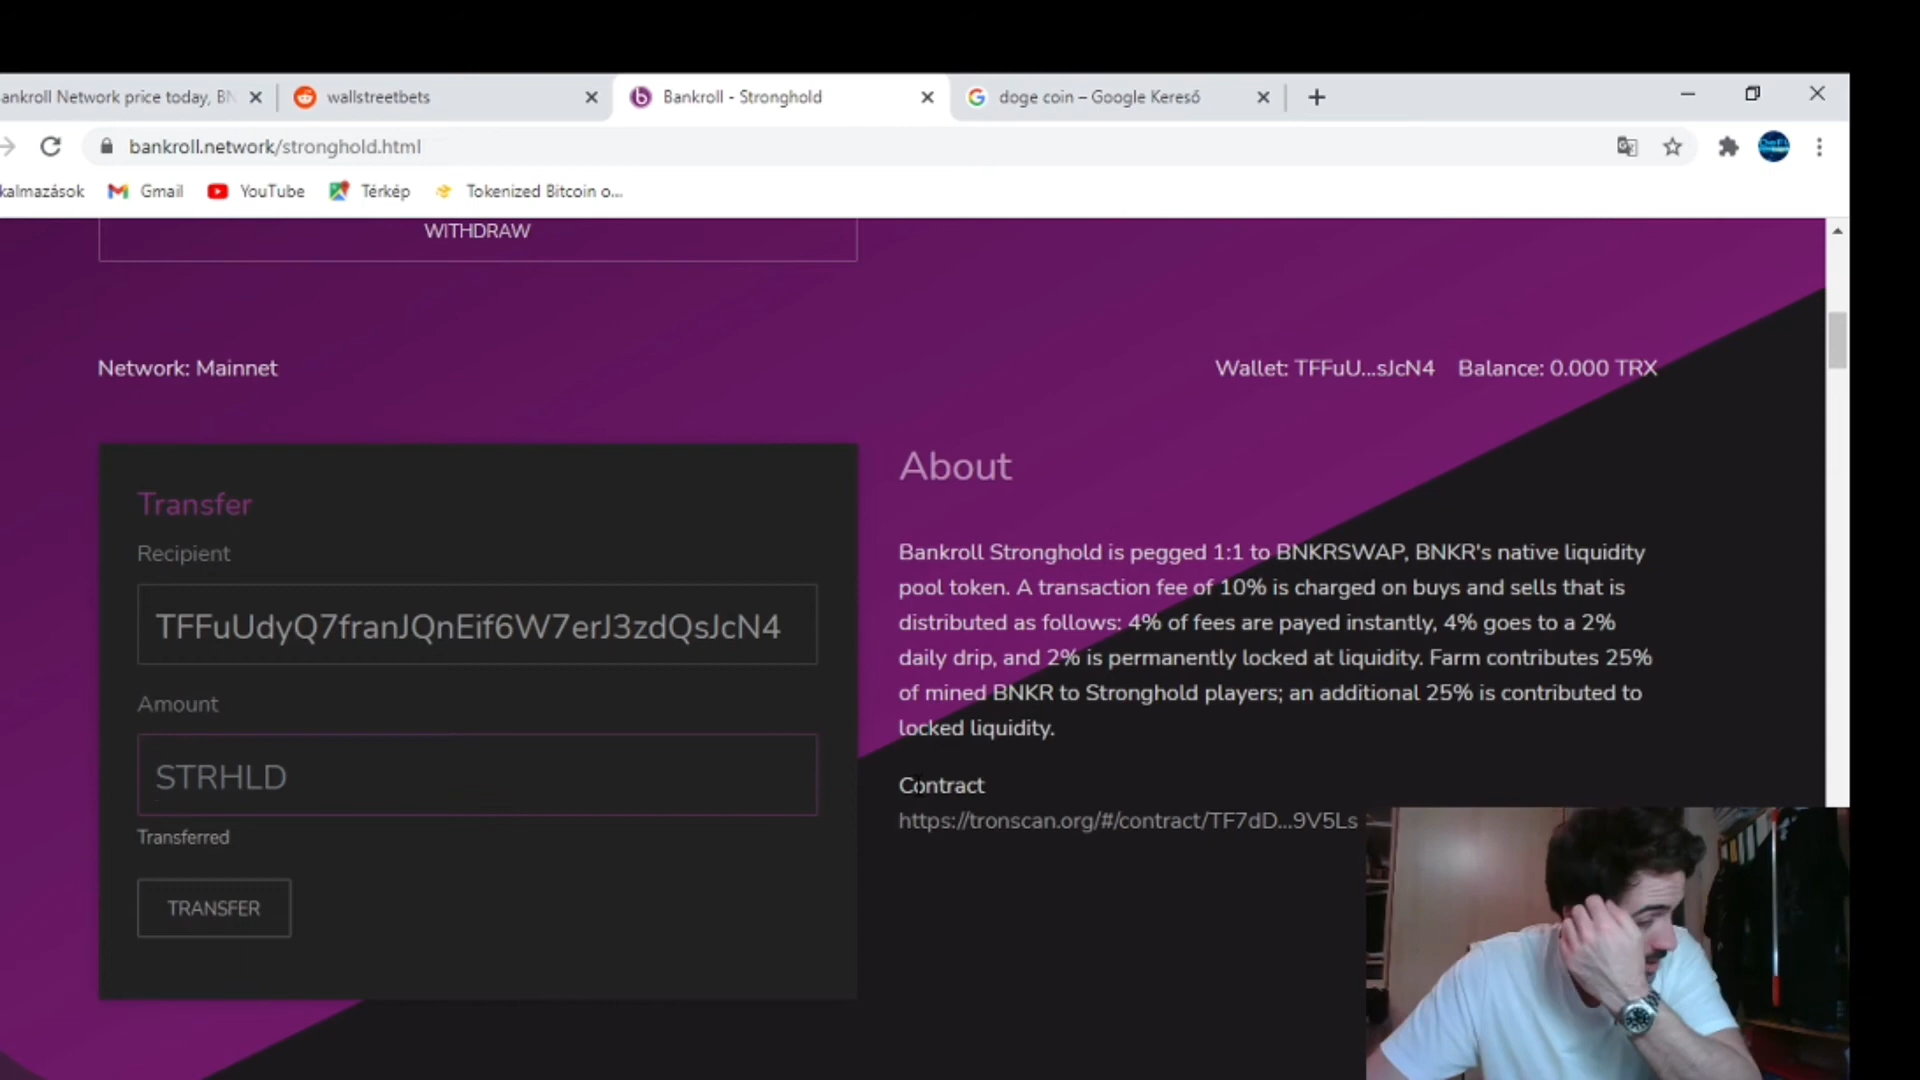 ankroll Network price today, BN
wallstreetbets
Bankroll - Stronghold
doge coin – Google Kereső
bankroll.network/stronghold.html
kalmazások
Gmail
YouTube
Térkép
Tokenized Bitcoin o...
WITHDRAW
Network: Mainnet
Wallet: TFFuU...sJcN4
Balance: 0.000 TRX
Transfer
Recipient
TFFuUdyQ7franJQnEif6W7erJ3zdQsJcN4
Amount
STRHLD
Transferred
TRANSFER
About
Bankroll Stronghold is pegged 1:1 to BNKRSWAP, BNKR's native liquidity
pool token. A transaction fee of 10% is charged on buys and sells that is
distributed as follows: 4% of fees are payed instantly, 4% goes to a 2%
daily drip, and 2% is permanently locked at liquidity. Farm contributes 25%
of mined BNKR to Stronghold players; an additional 25% is contributed to
locked liquidity.
Contract
https://tronscan.org/#/contract/TF7dD...9V5Ls